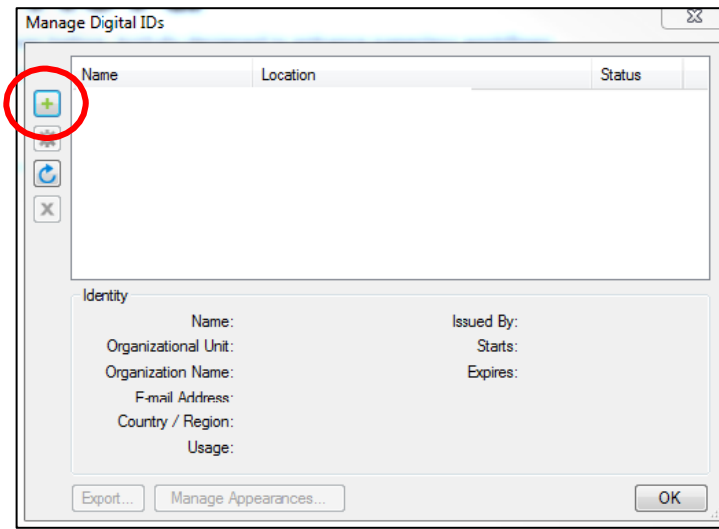 Manage Digital IDs
Name Location Status
Identity
Name: Issued By:
Organizational Unit: Starts:
Organization Name: Expires:
E-mail Address:
Country / Region:
Usage:
Export... Manage Appearances... OK